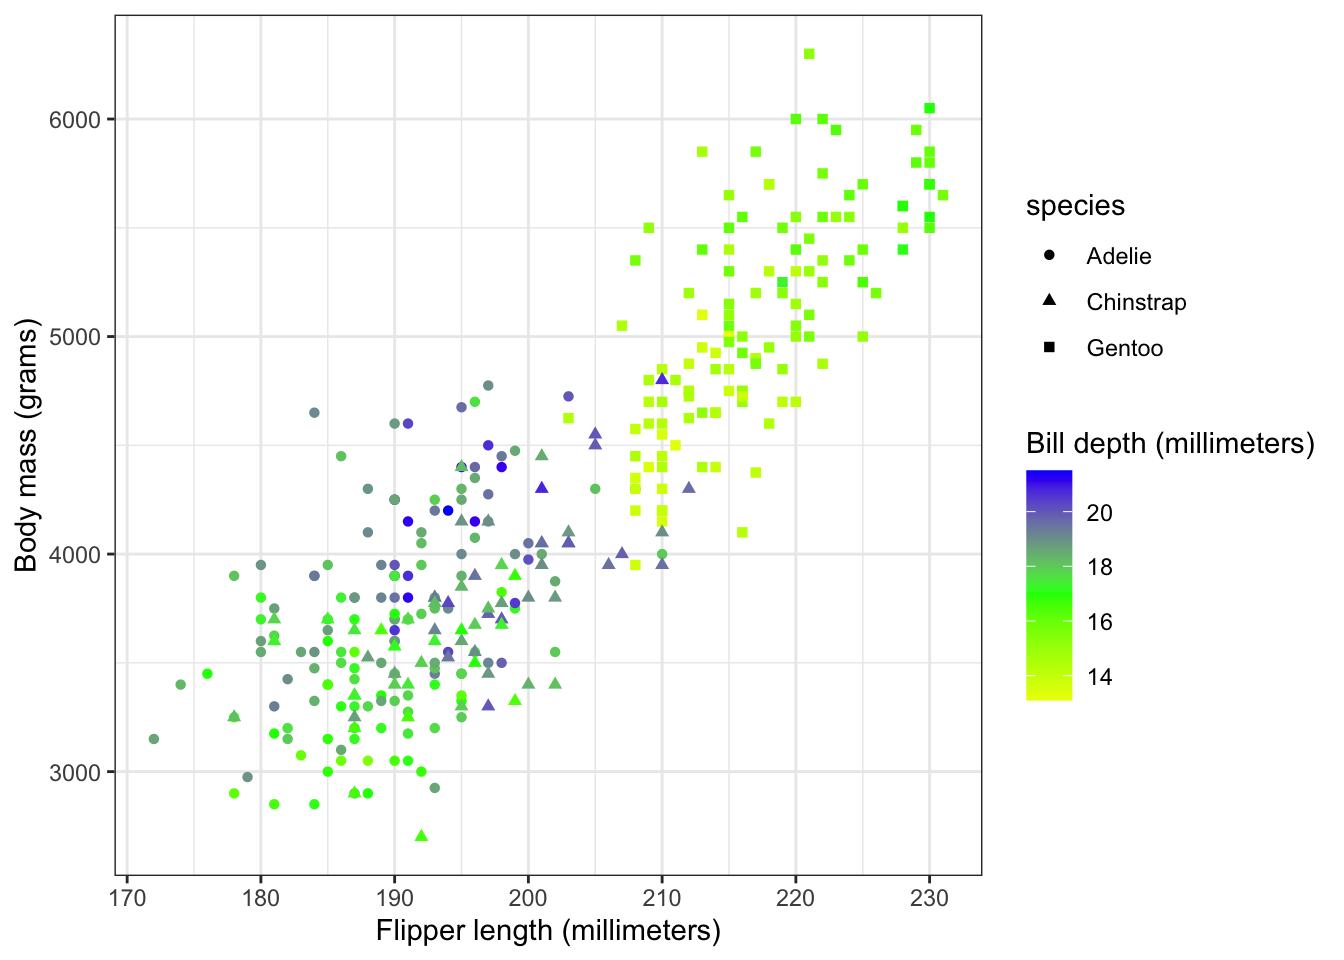 6000
5000
4000
3000
170 180 190 200 210 220 230
Flipper length (millimeters)
Body mass (grams)
species
Adelie
Chinstrap
Gentoo
Bill depth (millimeters)
20
18
16
14